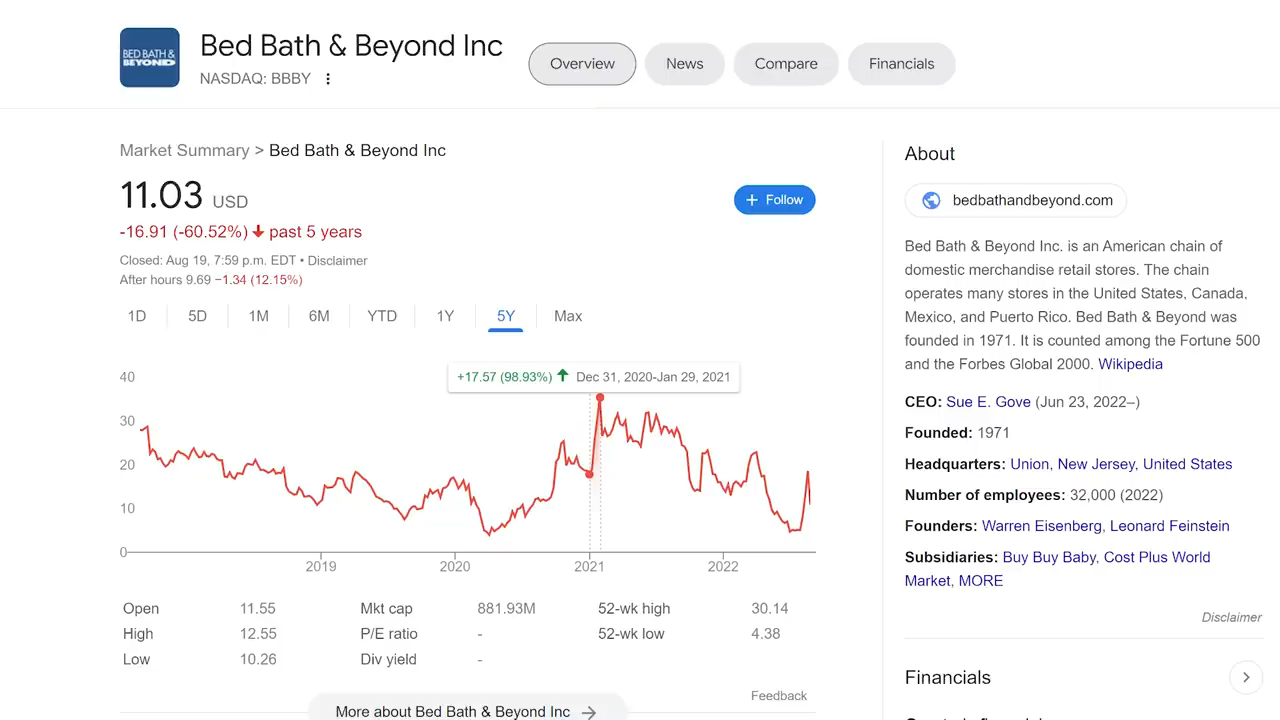 BED BATH &
BEYOND
Bed Bath & Beyond Inc
NASDAQ: BBBY
Overview
News
Compare
Financials
Market Summary > Bed Bath & Beyond Inc
11.03 USD
+ Follow
-16.91 (-60.52%) past 5 years
Closed: Aug 19, 7:59 p.m. EDT • Disclaimer
After hours 9.69 −1.34 (12.15%)
1D 5D 1M 6M YTD 1Y 5Y Max
+17.57 (98.93%) Dec 31, 2020-Jan 29, 2021
40
30
20
10
0
2019 2020 2021 2022
Open 11.55 Mkt cap 881.93M 52-wk high 30.14
High 12.55 P/E ratio - 52-wk low 4.38
Low 10.26 Div yield -
Feedback
More about Bed Bath & Beyond Inc
About
bedbathandbeyond.com
Bed Bath & Beyond Inc. is an American chain of
domestic merchandise retail stores. The chain
operates many stores in the United States, Canada,
Mexico, and Puerto Rico. Bed Bath & Beyond was
founded in 1971. It is counted among the Fortune 500
and the Forbes Global 2000. Wikipedia
CEO: Sue E. Gove (Jun 23, 2022–)
Founded: 1971
Headquarters: Union, New Jersey, United States
Number of employees: 32,000 (2022)
Founders: Warren Eisenberg, Leonard Feinstein
Subsidiaries: Buy Buy Baby, Cost Plus World
Market, MORE
Disclaimer
Financials